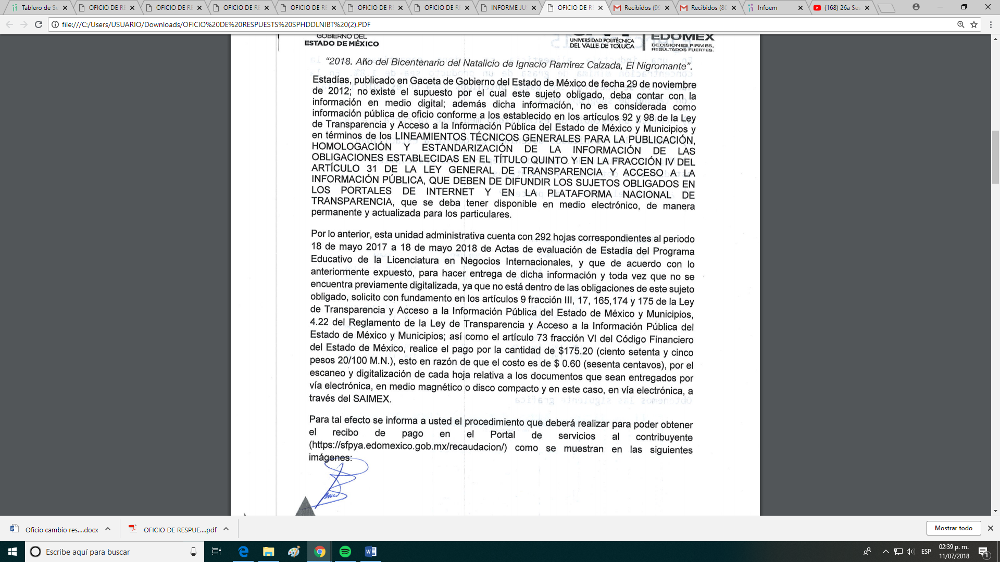 Tablero de Se
OFICIO DE RE
OFICIO DE RE
OFICIO DE RE
OFICIO DE RE
OFICIO DE RE
OFICIO DE RE
INFORME JU
OFICIO DE RE
Recibidos (99
Recibidos (80
Infoem
(168) 26a Ses
file:///C:/Users/USUARIO/Downloads/OFICIO%20DE%20RESPUESTS%20SPHDDLNIBT%20(2).PDF
GOBIERNO DEL
ESTADO DE MÉXICO
UNIVERSIDAD POLITÉCNICA
DEL VALLE DE TOLUCA
EDOMEX
DECISIONES FIRMES,
RESULTADOS FUERTES.
“2018. Año del Bicentenario del Natalicio de Ignacio Ramírez Calzada, El Nigromante”.
Estadías, publicado en Gaceta de Gobierno del Estado de México de fecha 29 de noviembre
de 2012; no existe el supuesto por el cual este sujeto obligado, deba contar con la
información en medio digital; además dicha información, no es considerada como
información pública de oficio conforme a los establecido en los artículos 92 y 98 de la Ley
de Transparencia y Acceso a la Información Pública del Estado de México y Municipios y
en términos de los LINEAMIENTOS TÉCNICOS GENERALES PARA LA PUBLICACIÓN,
HOMOLOGACIÓN Y ESTANDARIZACIÓN DE LA INFORMACIÓN DE LAS
OBLIGACIONES ESTABLECIDAS EN EL TÍTULO QUINTO Y EN LA FRACCIÓN IV DEL
ARTÍCULO 31 DE LA LEY GENERAL DE TRANSPARENCIA Y ACCESO A LA
INFORMACIÓN PÚBLICA, QUE DEBEN DE DIFUNDIR LOS SUJETOS OBLIGADOS EN
LOS PORTALES DE INTERNET Y EN LA PLATAFORMA NACIONAL DE
TRANSPARENCIA, que se deba tener disponible en medio electrónico, de manera
permanente y actualizada para los particulares.
Por lo anterior, esta unidad administrativa cuenta con 292 hojas correspondientes al periodo
18 de mayo 2017 a 18 de mayo 2018 de Actas de evaluación de Estadía del Programa
Educativo de la Licenciatura en Negocios Internacionales, y que de acuerdo con lo
anteriormente expuesto, para hacer entrega de dicha información y toda vez que no se
encuentra previamente digitalizada, ya que no está dentro de las obligaciones de este sujeto
obligado, solicito con fundamento en los artículos 9 fracción III, 17, 165,174 y 175 de la Ley
de Transparencia y Acceso a la Información Pública del Estado de México y Municipios,
4.22 del Reglamento de la Ley de Transparencia y Acceso a la Información Pública del
Estado de México y Municipios; así como el artículo 73 fracción VI del Código Financiero
del Estado de México, realice el pago por la cantidad de $175.20 (ciento setenta y cinco
pesos 20/100 M.N.), esto en razón de que el costo es de $ 0.60 (sesenta centavos), por el
escaneo y digitalización de cada hoja relativa a los documentos que sean entregados por
vía electrónica, en medio magnético o disco compacto y en este caso, en vía electrónica, a
través del SAIMEX.
Para tal efecto se informa a usted el procedimiento que deberá realizar para poder obtener
el recibo de pago en el Portal de servicios al contribuyente
(https://sfpya.edomexico.gob.mx/recaudacion/) como se muestran en las siguientes
imágenes:
Oficio cambio res....docx
OFICIO DE RESPUE....pdf
Mostrar todo
Escribe aquí para buscar
ESP
02:39 p. m.
11/07/2018
1